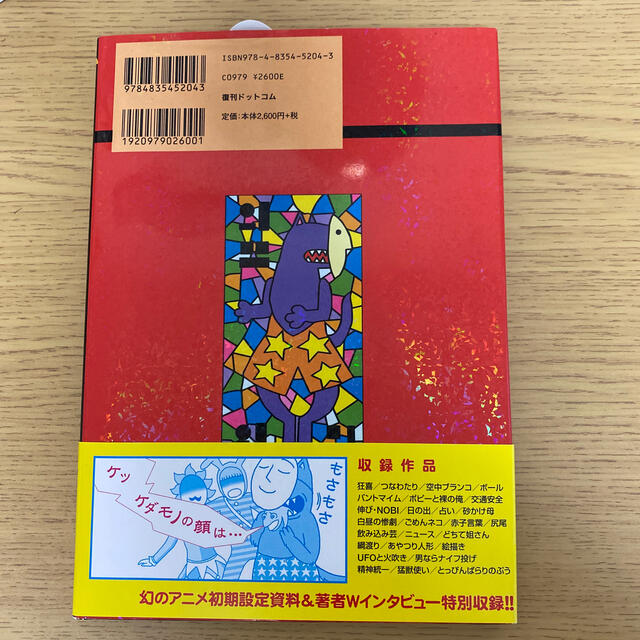 ISBN978-4-8354-5204-3
C0979 ¥2600E
復刊ドットコム
定価：本体2,600円+税
9784835452043
1920979026001
ケッ
ケダモノの顔は…
もさもさ
収録作品
狂喜／つなわたり／空中ブランコ／ボール
パントマイム／ポピーと裸の俺／交通安全
伸び・NOBI／日の出／占い／砂かけ母
白昼の惨劇／ごめんネコ／赤子言葉／尻尾
飲み込み芸／ニュース／どちて姐さん
綱渡り／あやつり人形／絵描き
UFOと火吹き／男ならナイフ投げ
精神統一／猛獣使い／とっぴんぱらりのぷう
幻のアニメ初期設定資料＆著者Wインタビュー特別収録!!